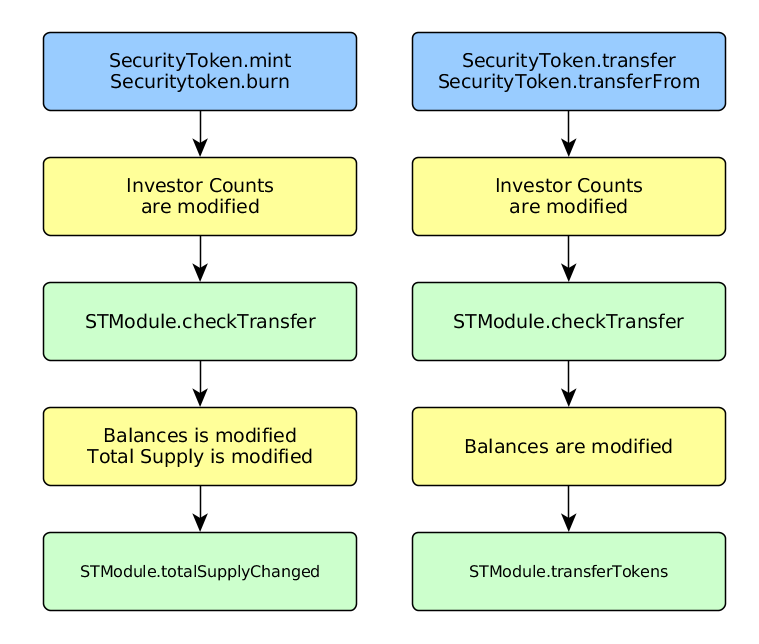 SecurityToken.mint
Securitytoken.burn
Investor Counts
are modified
STModule.checkTransfer
Balances is modified
Total Supply is modified
STModule.totalSupplyChanged
SecurityToken.transfer
SecurityToken.transferFrom
Investor Counts
are modified
STModule.checkTransfer
Balances are modified
STModule.transferTokens